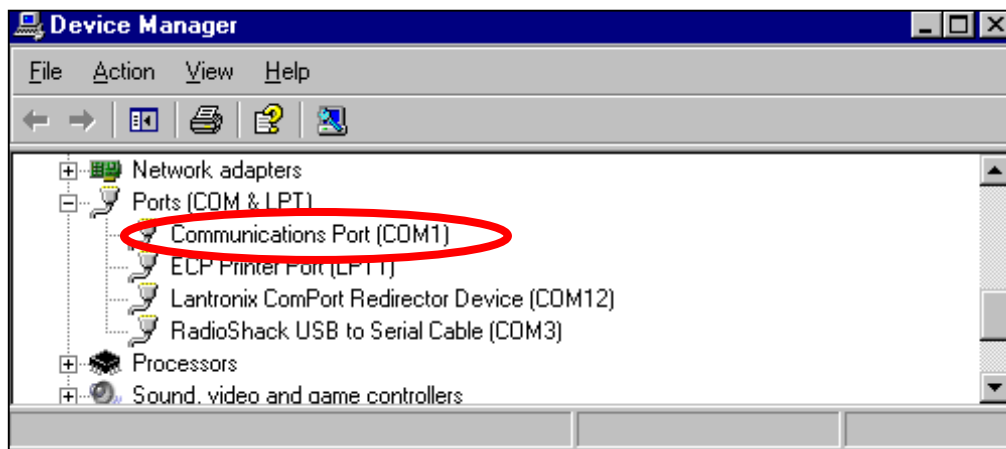 Device Manager
File Action View Help
Network adapters
Ports (COM & LPT)
Communications Port (COM1)
ECP Printer Port (LPT1)
Lantronix ComPort Redirector Device (COM12)
RadioShack USB to Serial Cable (COM3)
Processors
Sound, video and game controllers